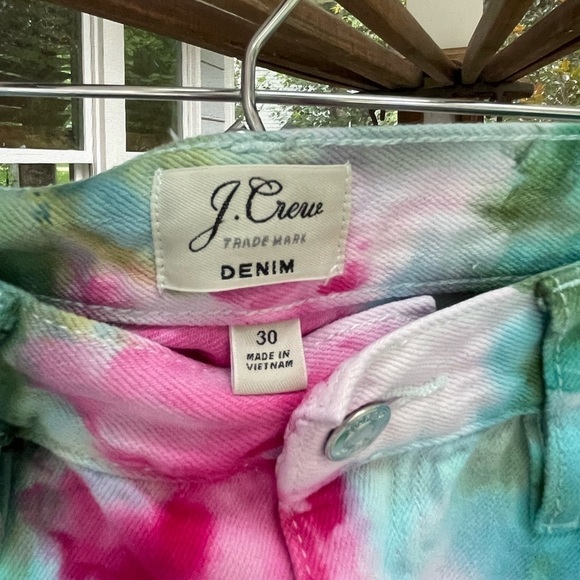 J.Crew
TRADE MARK
DENIM
30
MADE IN
VIETNAM